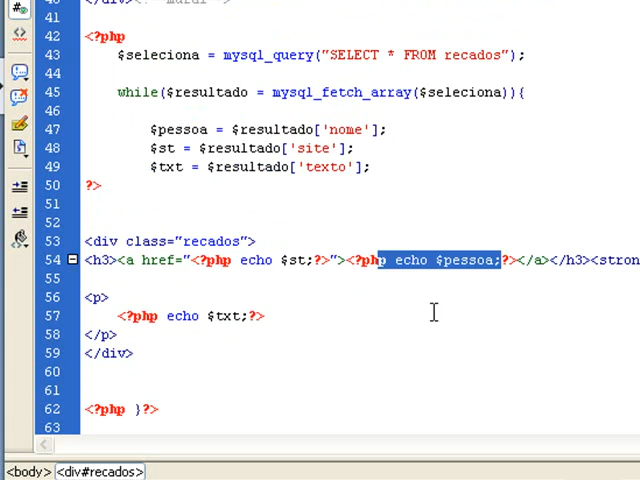 40 </div><!--mural-->
41
42 <?php
43 $seleciona = mysql_query("SELECT * FROM recados");
44
45 while($resultado = mysql_fetch_array($seleciona)){
46
47 $pessoa = $resultado['nome'];
48 $st = $resultado['site'];
49 $txt = $resultado['texto'];
50 ?>
51
52
53 <div class="recados">
54 <h3><a href="<?php echo $st;?>"><?php echo $pessoa;?></a></h3><stron
55
56 <p>
57 <?php echo $txt;?>
58 </p>
59 </div>
60
61
62 <?php }?>
63
<body> <div#recados>